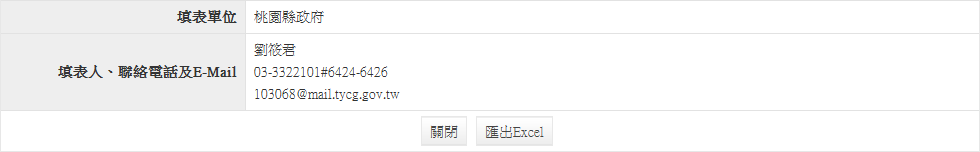 填表單位 桃園縣政府
填表人、聯絡電話及E-Mail 劉筱君
03-3322101#6424-6426
103068@mail.tycg.gov.tw
關閉 匯出Excel